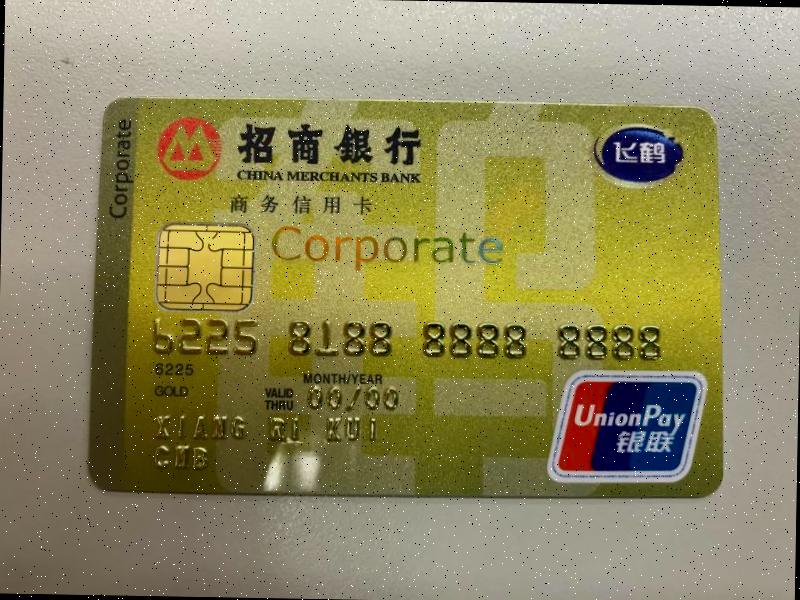 Corporate
招商银行
CHINA MERCHANTS BANK
飞鹤
商务信用卡
Corporate
6225 8188 8888 8888
6225
MONTH/YEAR
GOLD
VALID THRU 00/00
XIANG RI KUI
CMB
UnionPay
银联